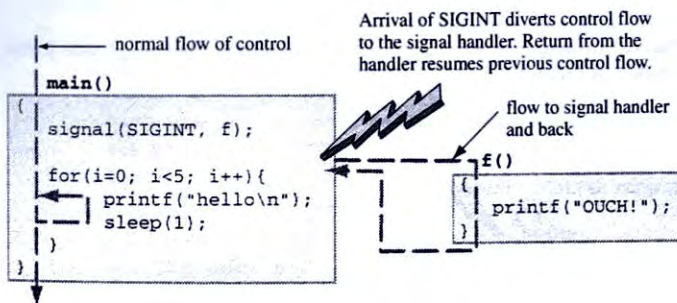 normal flow of control
Arrival of SIGINT diverts control flow
to the signal handler. Return from the
handler resumes previous control flow.
main()
{
signal(SIGINT, f);
for(i=0; i<5; i++){
printf("hello\n");
sleep(1);
}
}
flow to signal handler
and back
f()
{
printf("OUCH!");
}